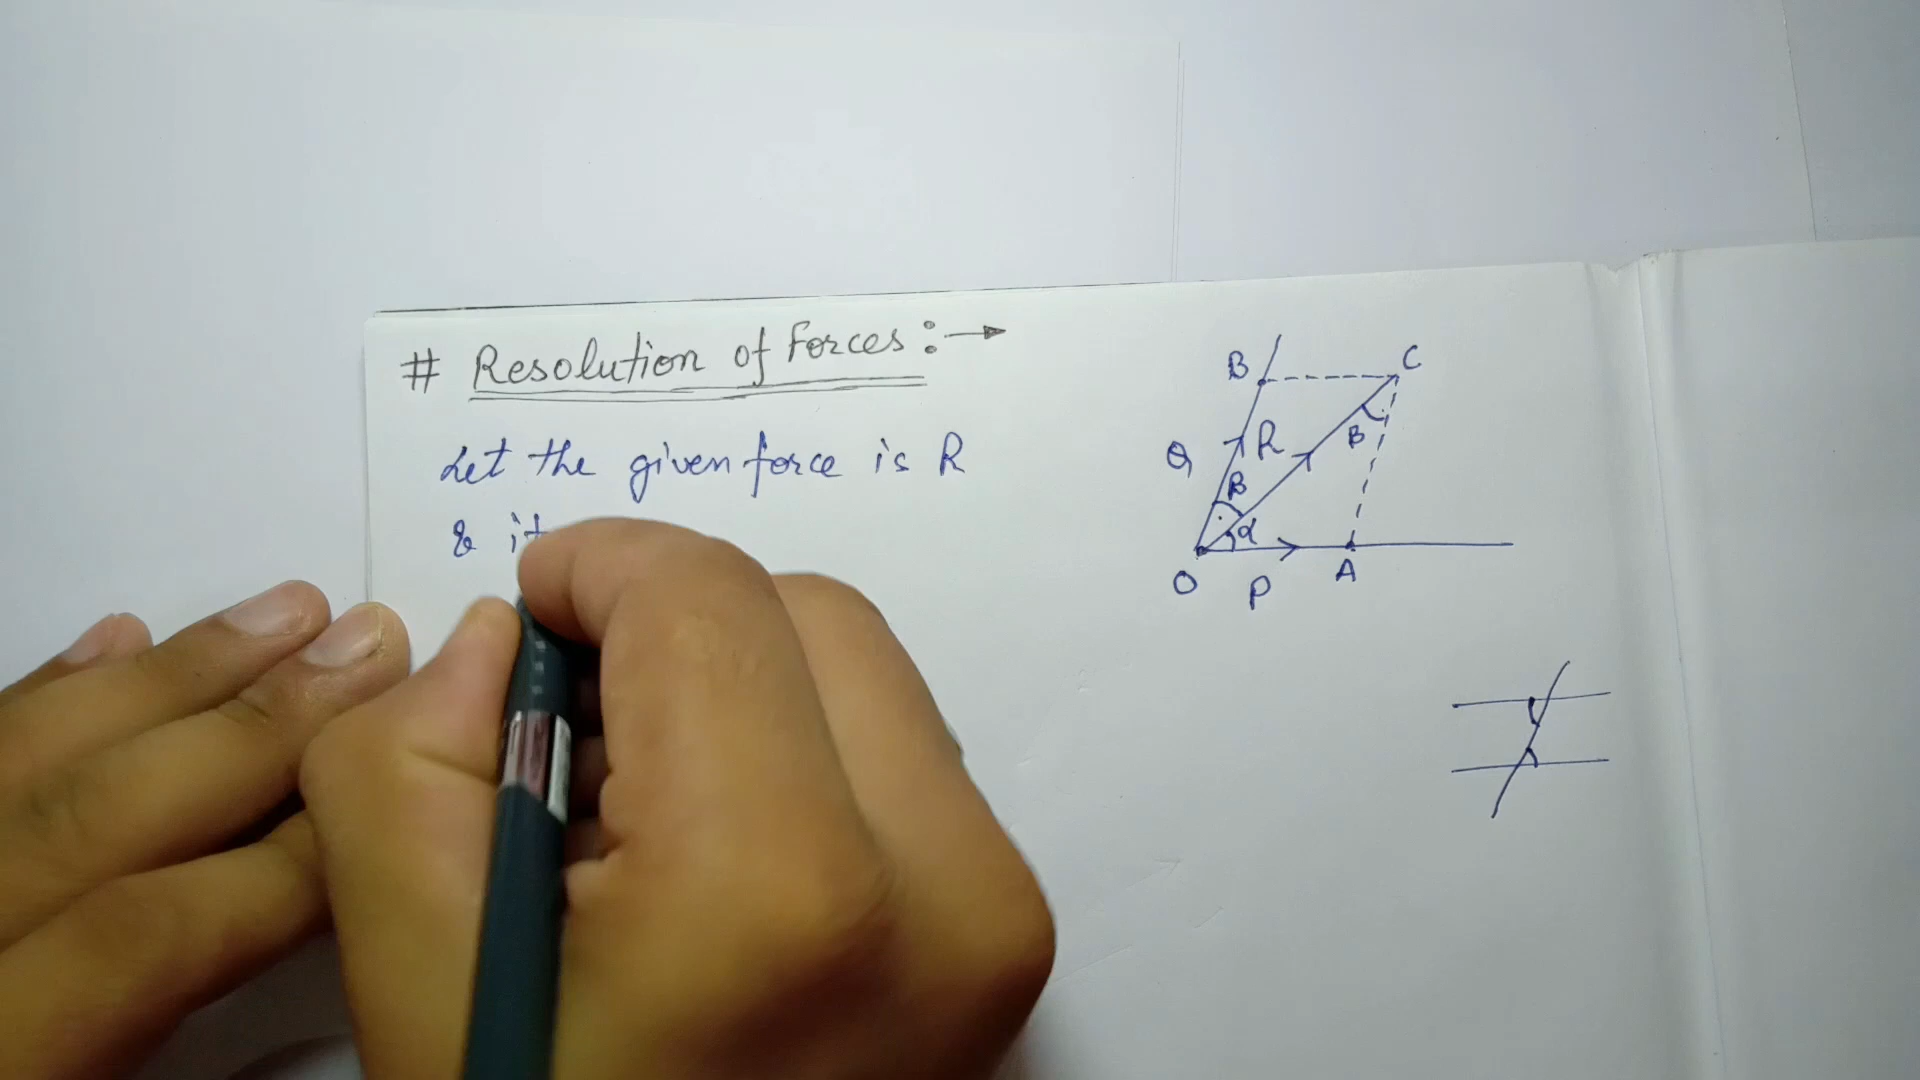 # Resolution of Forces :→
Let the given force is R
& it
B
C
Q
R
β
β
α
O
P
A